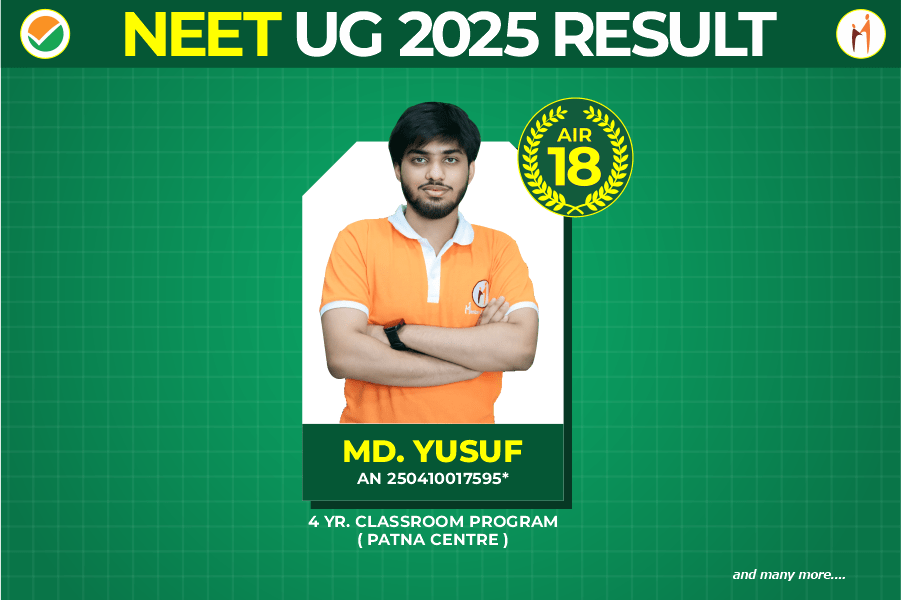 NEET UG 2025 RESULT
AIR
18
MD. YUSUF
AN 250410017595*
4 YR. CLASSROOM PROGRAM
( PATNA CENTRE )
and many more....